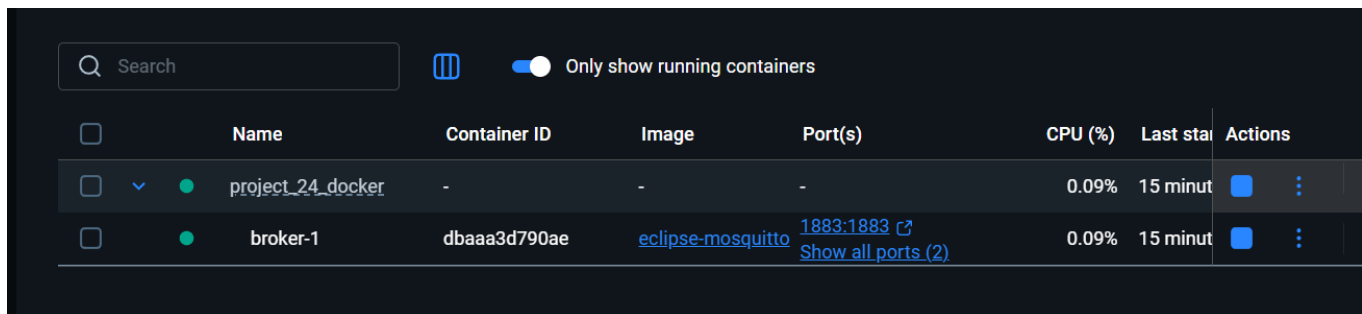 Search
Only show running containers
Name Container ID Image Port(s) CPU (%) Last star Actions
project_24_docker - - - 0.09% 15 minut
broker-1 dbaaa3d790ae eclipse-mosquitto 1883:1883 0.09% 15 minut
Show all ports (2)